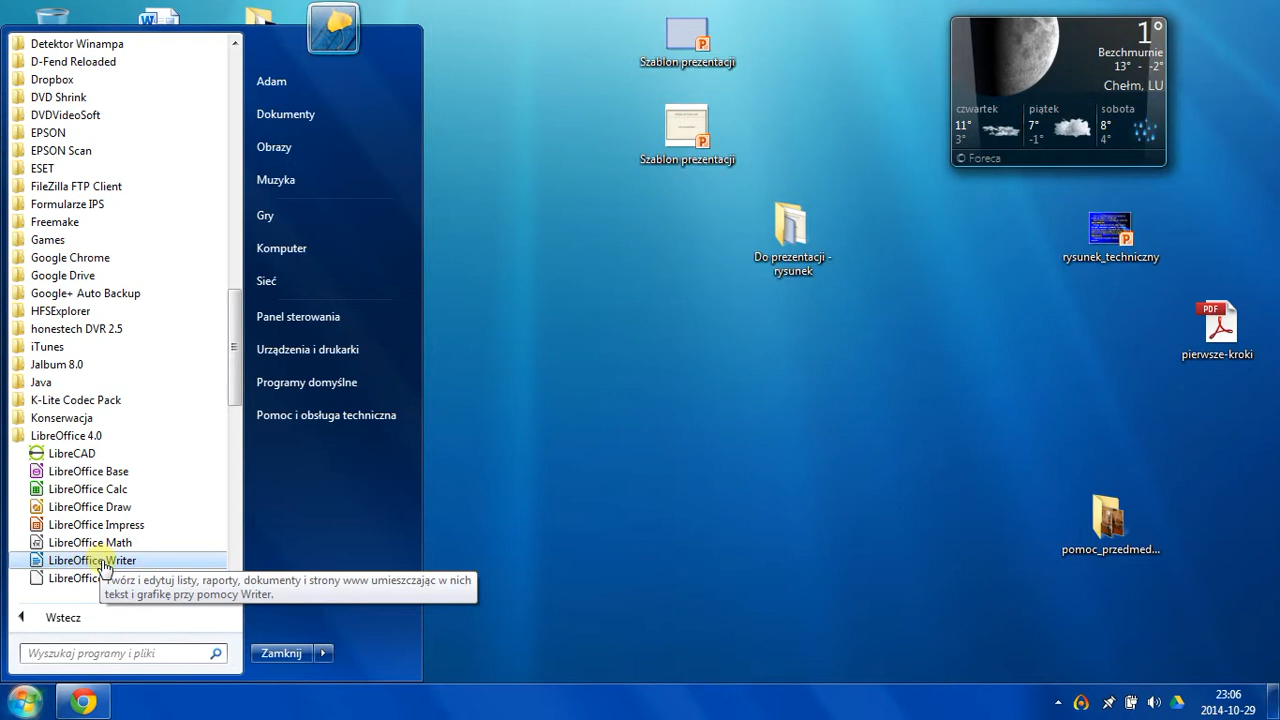 Detektor Winampa
D-Fend Reloaded
Dropbox
DVD Shrink
DVDVideoSoft
EPSON
EPSON Scan
ESET
FileZilla FTP Client
Formularze IPS
Freemake
Games
Google Chrome
Google Drive
Google+ Auto Backup
HFSExplorer
honestech DVR 2.5
iTunes
Jalbum 8.0
Java
K-Lite Codec Pack
Konserwacja
LibreOffice 4.0
LibreCAD
LibreOffice Base
LibreOffice Calc
LibreOffice Draw
LibreOffice Impress
LibreOffice Math
LibreOffice Writer
LibreOffic
Twórz i edytuj listy, raporty, dokumenty i strony www umieszczając w nich
tekst i grafikę przy pomocy Writer.
Wstecz
Wyszukaj programy i pliki
Adam
Dokumenty
Obrazy
Muzyka
Gry
Komputer
Sieć
Panel sterowania
Urządzenia i drukarki
Programy domyślne
Pomoc i obsługa techniczna
Zamknij
Szablon prezentacji
Szablon prezentacji
Do prezentacji -
rysunek
1°
Bezchmurnie
13° - -2°
Chełm, LU
czwartek
11°
3°
piątek
7°
-1°
sobota
8°
4°
© Foreca
rysunek_techniczny
PDF
pierwsze-kroki
pomoc_przedmed...
23:06
2014-10-29